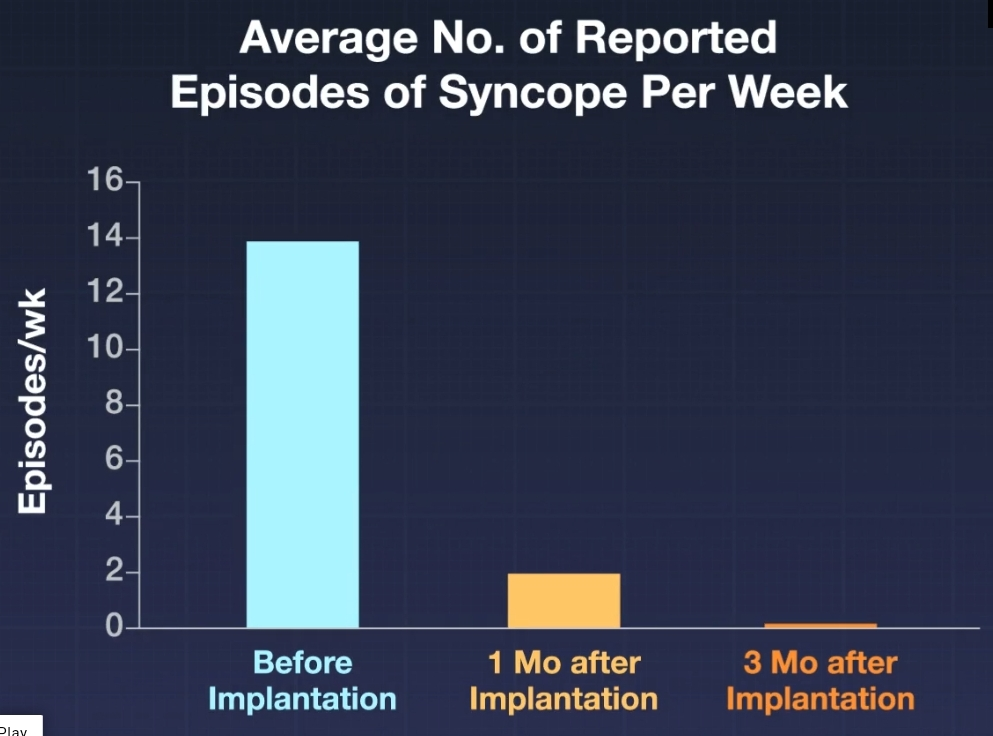 Average No. of Reported
Episodes of Syncope Per Week
Episodes/wk
16
14
12
10
8
6
4
2
0
Before
Implantation
1 Mo after
Implantation
3 Mo after
Implantation
Play